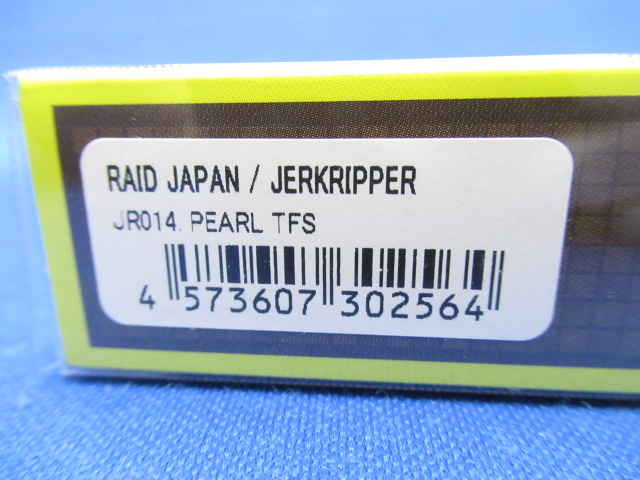 RAID JAPAN / JERKRIPPER
JR014. PEARL TFS
4 573607 302564